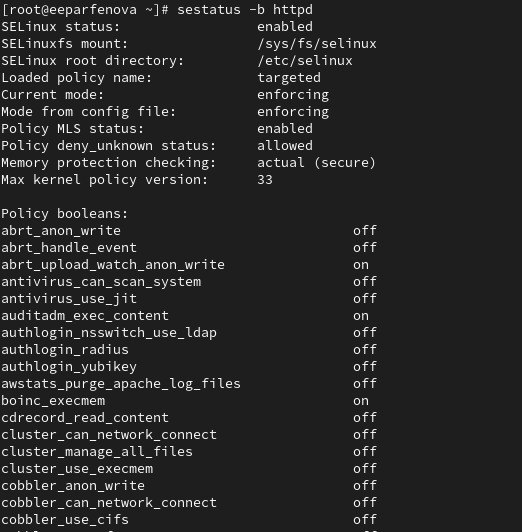 [root@eeparfenova ~]# sestatus -b httpd
SELinux status:                 enabled
SELinuxfs mount:                /sys/fs/selinux
SELinux root directory:         /etc/selinux
Loaded policy name:             targeted
Current mode:                   enforcing
Mode from config file:          enforcing
Policy MLS status:              enabled
Policy deny_unknown status:     allowed
Memory protection checking:     actual (secure)
Max kernel policy version:      33

Policy booleans:
abrt_anon_write                             off
abrt_handle_event                           off
abrt_upload_watch_anon_write                on
antivirus_can_scan_system                   off
antivirus_use_jit                           off
auditadm_exec_content                       on
authlogin_nsswitch_use_ldap                 off
authlogin_radius                            off
authlogin_yubikey                           off
awstats_purge_apache_log_files              off
boinc_execmem                               on
cdrecord_read_content                       off
cluster_can_network_connect                 off
cluster_manage_all_files                    off
cluster_use_execmem                         off
cobbler_anon_write                          off
cobbler_can_network_connect                 off
cobbler_use_cifs                            off